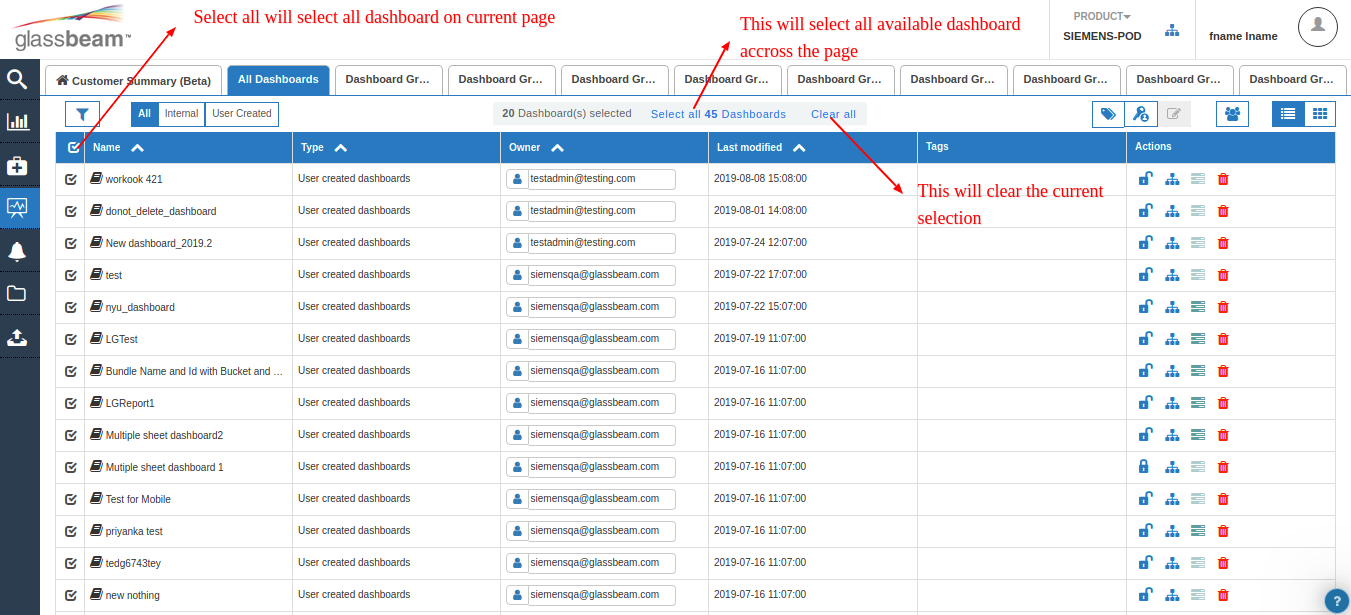 Select all will select all dashboard on current page
This will select all available dashboard
accross the page
glassbeam™
PRODUCT
SIEMENS-POD
fname lname
Customer Summary (Beta)
All Dashboards
Dashboard Gr…
Dashboard Gr…
Dashboard Gr…
Dashboard Gr…
Dashboard Gr…
Dashboard Gr…
Dashboard Gr…
Dashboard Gr…
Dashboard Gr…
All Internal User Created
20 Dashboard(s) selected Select all 45 Dashboards Clear all
Name Type Owner Last modified Tags Actions
workook 421 User created dashboards testadmin@testing.com 2019-08-08 15:08:00
This will clear the current
selection
donot_delete_dashboard User created dashboards testadmin@testing.com 2019-08-01 14:08:00
New dashboard_2019.2 User created dashboards testadmin@testing.com 2019-07-24 12:07:00
test User created dashboards siemensqa@glassbeam.com 2019-07-22 17:07:00
nyu_dashboard User created dashboards siemensqa@glassbeam.com 2019-07-22 15:07:00
LGTest User created dashboards siemensqa@glassbeam.com 2019-07-19 11:07:00
Bundle Name and Id with Bucket and … User created dashboards siemensqa@glassbeam.com 2019-07-16 11:07:00
LGReport1 User created dashboards siemensqa@glassbeam.com 2019-07-16 11:07:00
Multiple sheet dashboard2 User created dashboards siemensqa@glassbeam.com 2019-07-16 11:07:00
Mutiple sheet dashboard 1 User created dashboards siemensqa@glassbeam.com 2019-07-16 11:07:00
Test for Mobile User created dashboards siemensqa@glassbeam.com 2019-07-16 11:07:00
priyanka test User created dashboards siemensqa@glassbeam.com 2019-07-16 11:07:00
tedg6743tey User created dashboards siemensqa@glassbeam.com 2019-07-16 11:07:00
new nothing User created dashboards siemensqa@glassbeam.com 2019-07-16 11:07:00
?